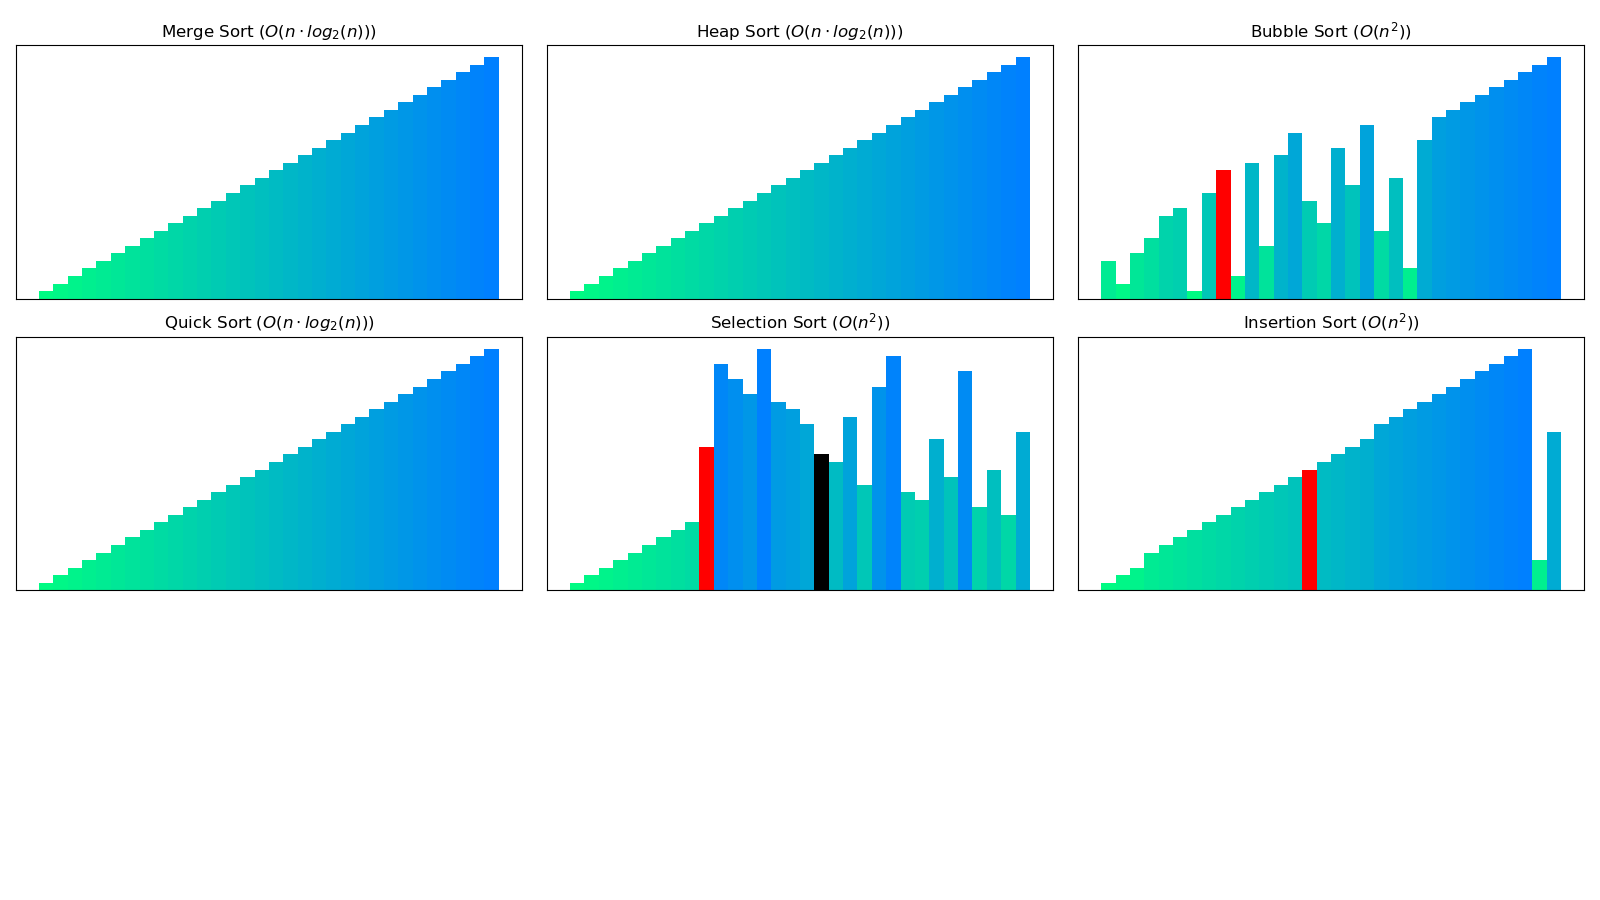 Merge Sort (O(n · log₂(n)))
Heap Sort (O(n · log₂(n)))
Bubble Sort (O(n²))
Quick Sort (O(n · log₂(n)))
Selection Sort (O(n²))
Insertion Sort (O(n²))